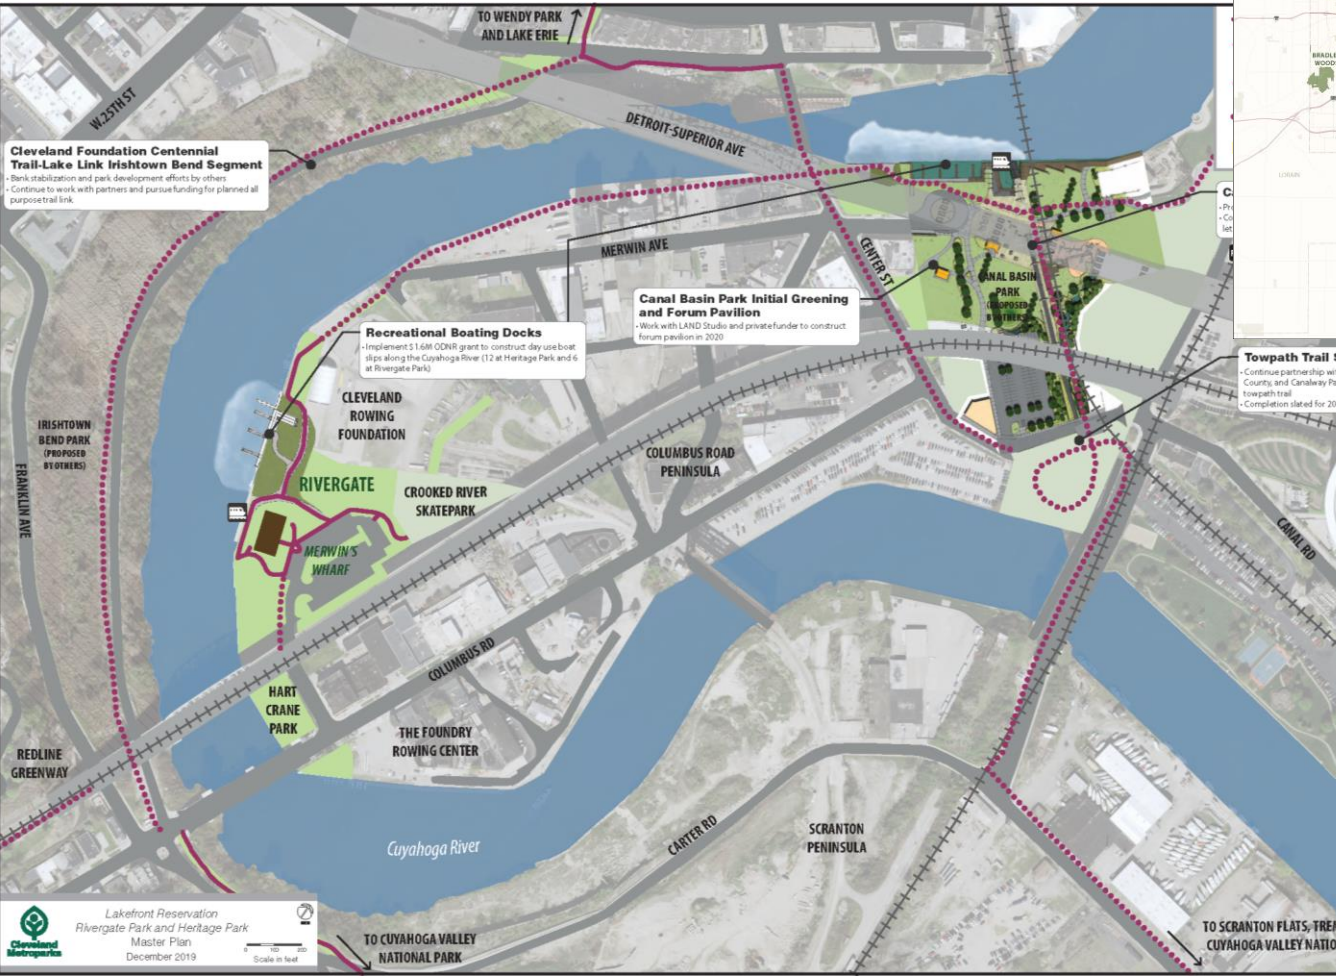 TO WENDY PARK
AND LAKE ERIE
W.25TH ST
Cleveland Foundation Centennial
Trail-Lake Link Irishtown Bend Segment
• Bank stabilization and park development efforts by others
• Continue to work with partners and pursue funding for planned all
purpose trail link
DETROIT-SUPERIOR AVE
MERWIN AVE
CENTER ST
CANAL BASIN
PARK
(PROPOSED
BY OTHERS)
LORAIN
Canal Basin Park Initial Greening
and Forum Pavilion
• Work with LAND Studio and private funder to construct
forum pavilion in 2020
Recreational Boating Docks
• Implement $1.6M ODNR grant to construct day use boat
slips along the Cuyahoga River (12 at Heritage Park and 6
at Rivergate Park)
Towpath Trail S
• Continue partnership wi
County, and Canalway Pa
towpath trail
• Completion slated for 20
CLEVELAND
ROWING
FOUNDATION
IRISHTOWN
BEND PARK
(PROPOSED
BY OTHERS)
FRANKLIN AVE
RIVERGATE
CROOKED RIVER
SKATEPARK
COLUMBUS ROAD
PENINSULA
MERWIN'S
WHARF
CANAL RD
COLUMBUS RD
HART
CRANE
PARK
THE FOUNDRY
ROWING CENTER
REDLINE
GREENWAY
Cuyahoga River
CARTER RD
SCRANTON
PENINSULA
Cleveland
Metroparks
Lakefront Reservation
Rivergate Park and Heritage Park
Master Plan
December 2019
Scale in feet
TO CUYAHOGA VALLEY
NATIONAL PARK
TO SCRANTON FLATS, TREM
CUYAHOGA VALLEY NATIO